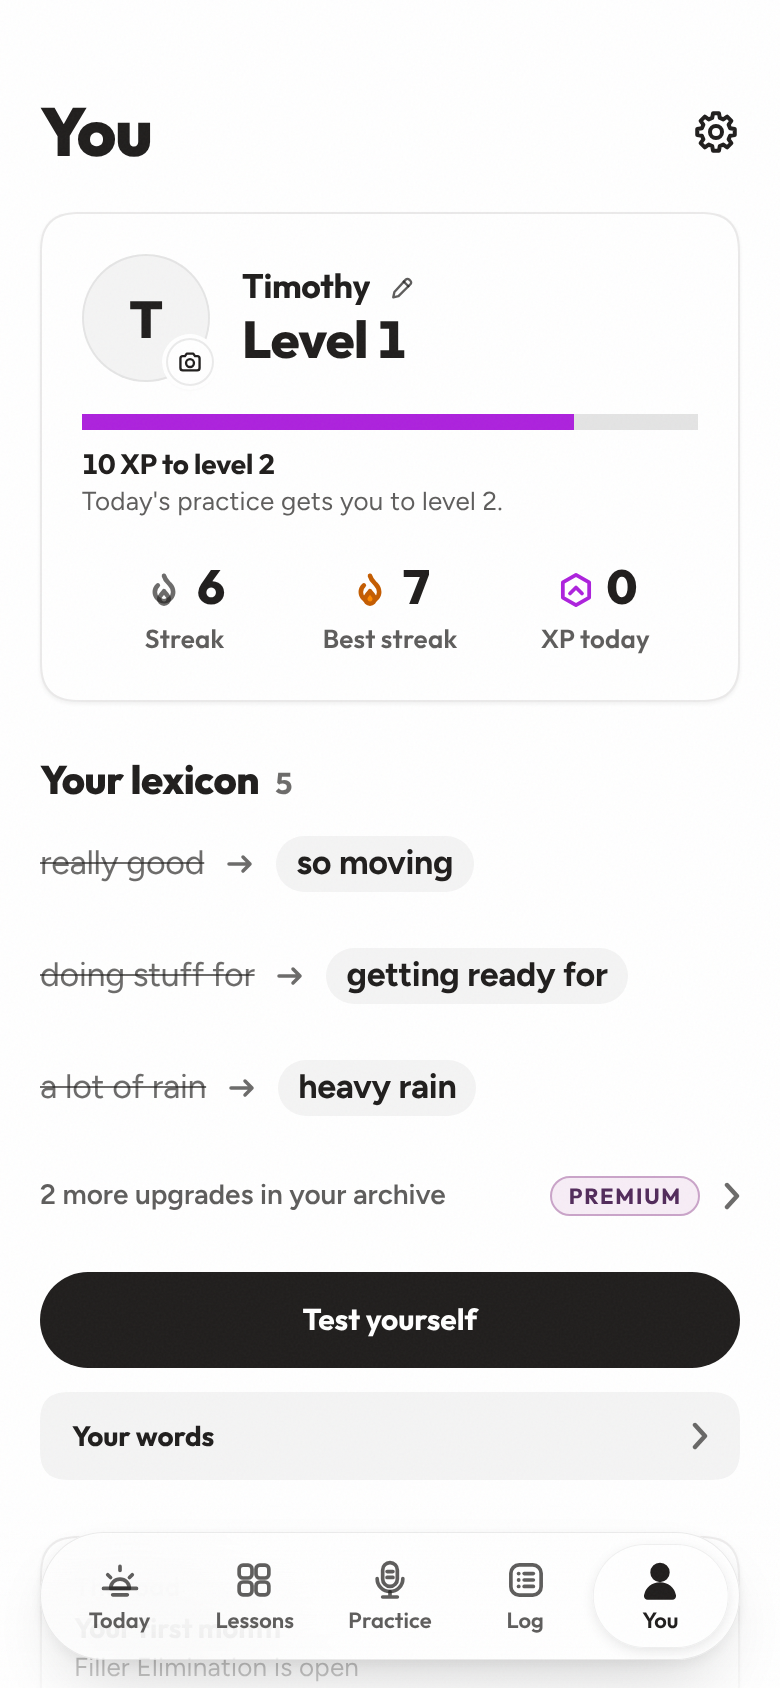 You
T
Timothy
Level 1
10 XP to level 2
Today's practice gets you to level 2.
6
Streak
7
Best streak
0
XP today
Your lexicon 5
really good → so moving
doing stuff for → getting ready for
a lot of rain → heavy rain
2 more upgrades in your archive PREMIUM
Test yourself
Your words
Today
Lessons
Practice
Log
You
Your first month
Filler Elimination is open